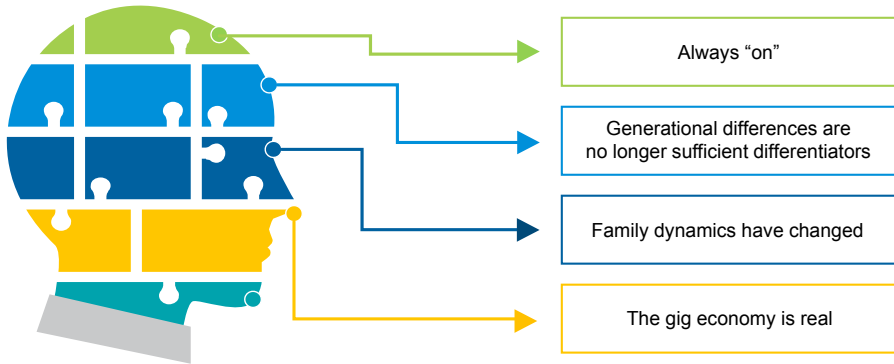 Always “on”
Generational differences are
no longer sufficient differentiators
Family dynamics have changed
The gig economy is real